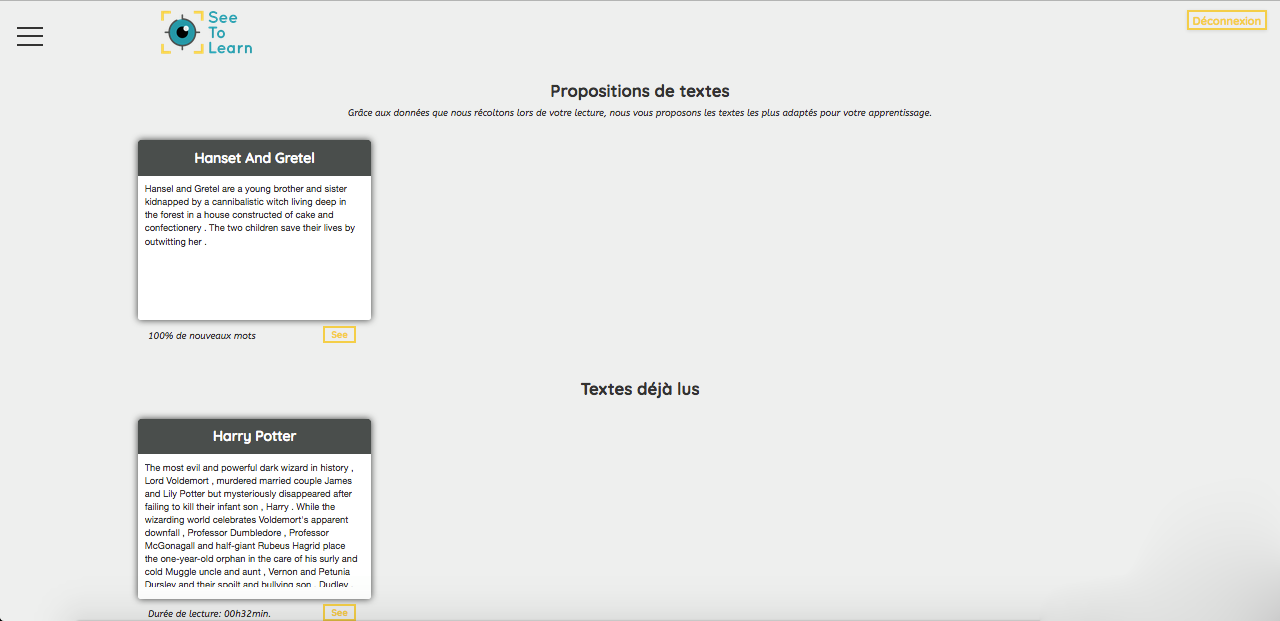 See
To
Learn
Déconnexion
Propositions de textes
Grâce aux données que nous récoltons lors de votre lecture, nous vous proposons les textes les plus adaptés pour votre apprentissage.
Hanset And Gretel
Hansel and Gretel are a young brother and sister
kidnapped by a cannibalistic witch living deep in
the forest in a house constructed of cake and
confectionery . The two children save their lives by
outwitting her .
100% de nouveaux mots
See
Textes déjà lus
Harry Potter
The most evil and powerful dark wizard in history ,
Lord Voldemort , murdered married couple James
and Lily Potter but mysteriously disappeared after
failing to kill their infant son , Harry . While the
wizarding world celebrates Voldemort's apparent
downfall , Professor Dumbledore , Professor
McGonagall and half-giant Rubeus Hagrid place
the one-year-old orphan in the care of his surly and
cold Muggle uncle and aunt , Vernon and Petunia
Dursley and their spoilt and bullying son , Dudley .
Durée de lecture: 00h32min.
See